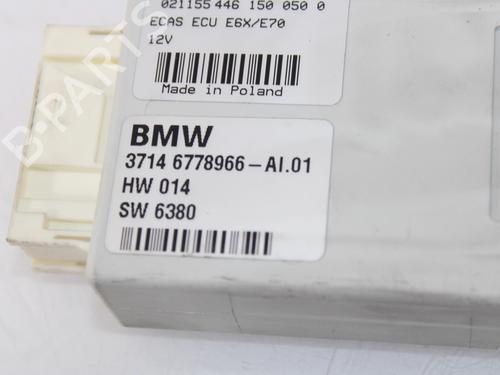 021155 446 150 050 0
ECAS ECU E6X/E70
12V
Made in Poland
BMW
3714 6778966-AI.01
HW 014
SW 6380
B-PARTS